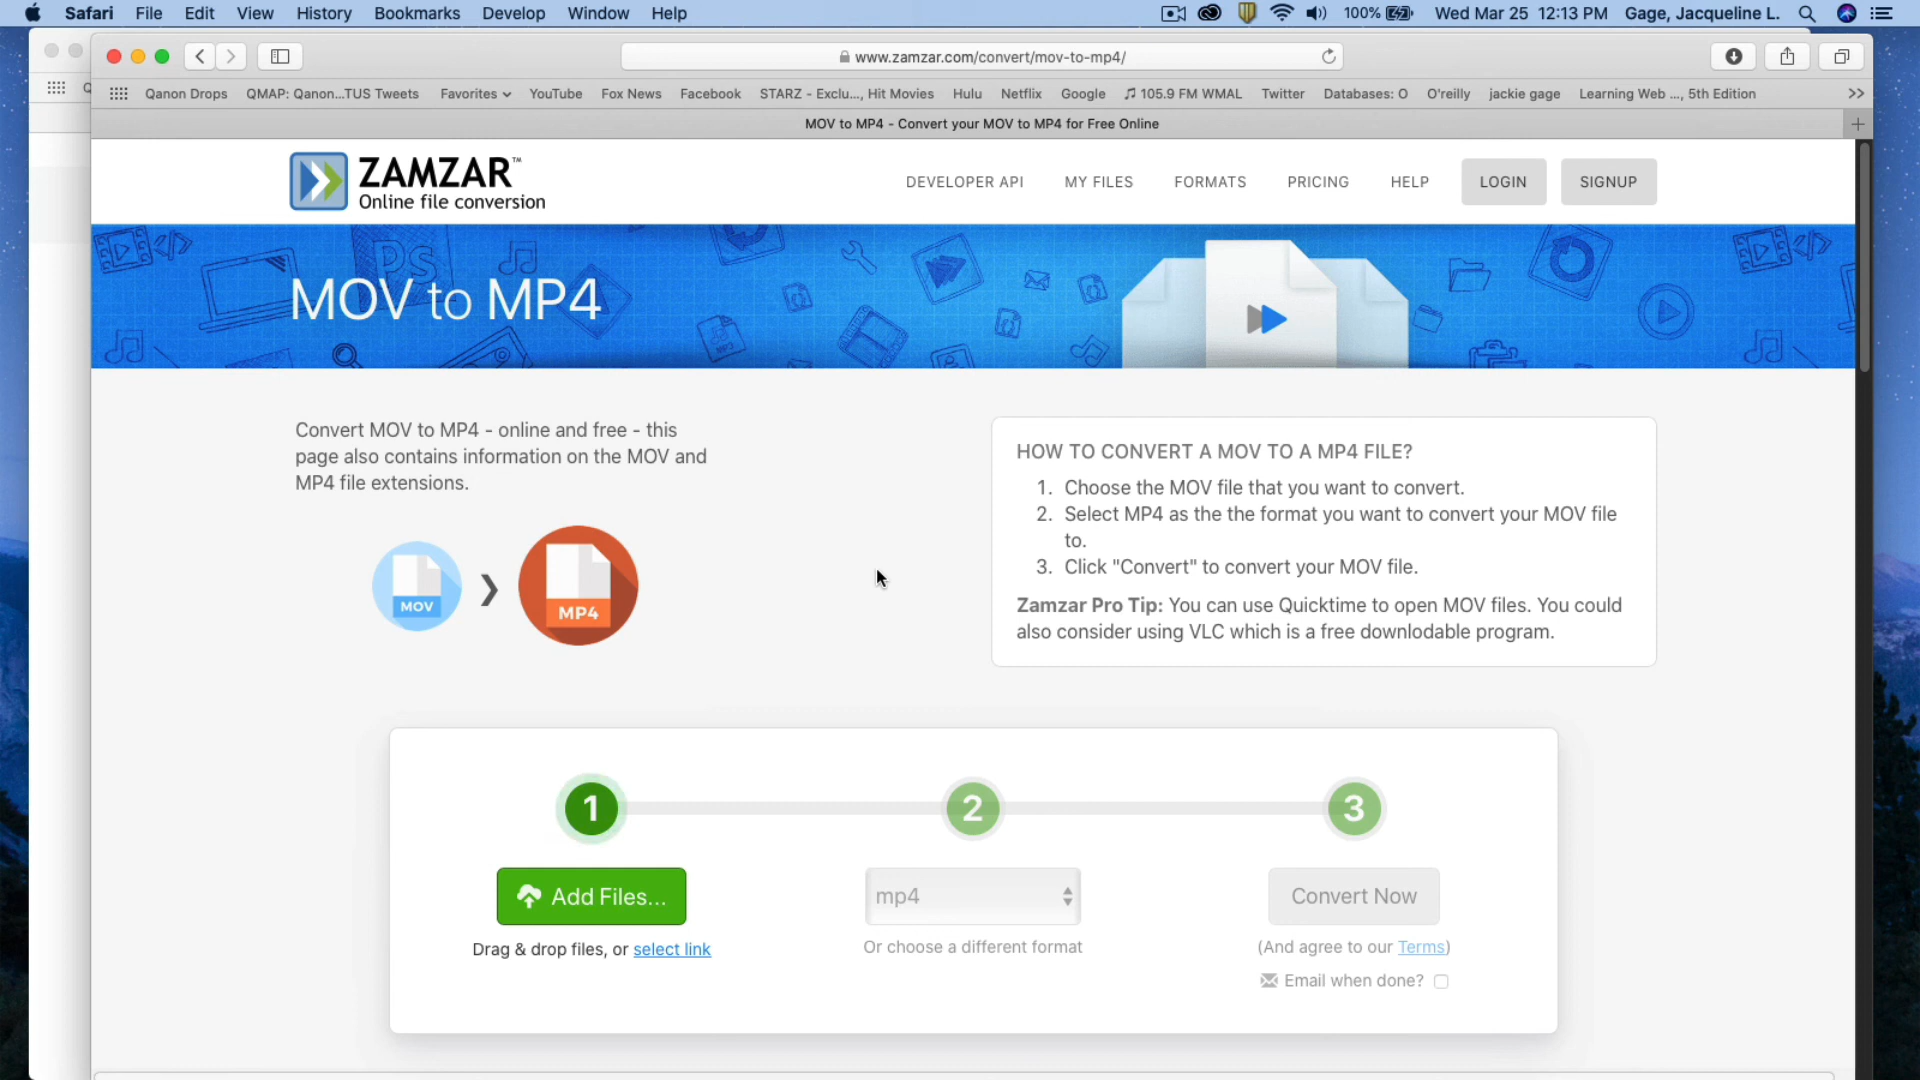 Safari File Edit View History Bookmarks Develop Window Help 100% Wed Mar 25 12:13 PM Gage, Jacqueline L.
www.zamzar.com/convert/mov-to-mp4/
Qanon Drops QMAP: Qanon...TUS Tweets Favorites YouTube Fox News Facebook STARZ - Exclu..., Hit Movies Hulu Netflix Google 105.9 FM WMAL Twitter Databases: O O'reilly jackie gage Learning Web ..., 5th Edition
MOV to MP4 - Convert your MOV to MP4 for Free Online
ZAMZAR™
Online file conversion
DEVELOPER API MY FILES FORMATS PRICING HELP LOGIN SIGNUP
PS
MOV to MP4
Convert MOV to MP4 - online and free - this
page also contains information on the MOV and
MP4 file extensions.
MOV
MP4
HOW TO CONVERT A MOV TO A MP4 FILE?
1. Choose the MOV file that you want to convert.
2. Select MP4 as the the format you want to convert your MOV file
to.
3. Click "Convert" to convert your MOV file.
Zamzar Pro Tip: You can use Quicktime to open MOV files. You could
also consider using VLC which is a free downlodable program.
1 2 3
Add Files... mp4 Convert Now
Drag & drop files, or select link Or choose a different format (And agree to our Terms)
Email when done?